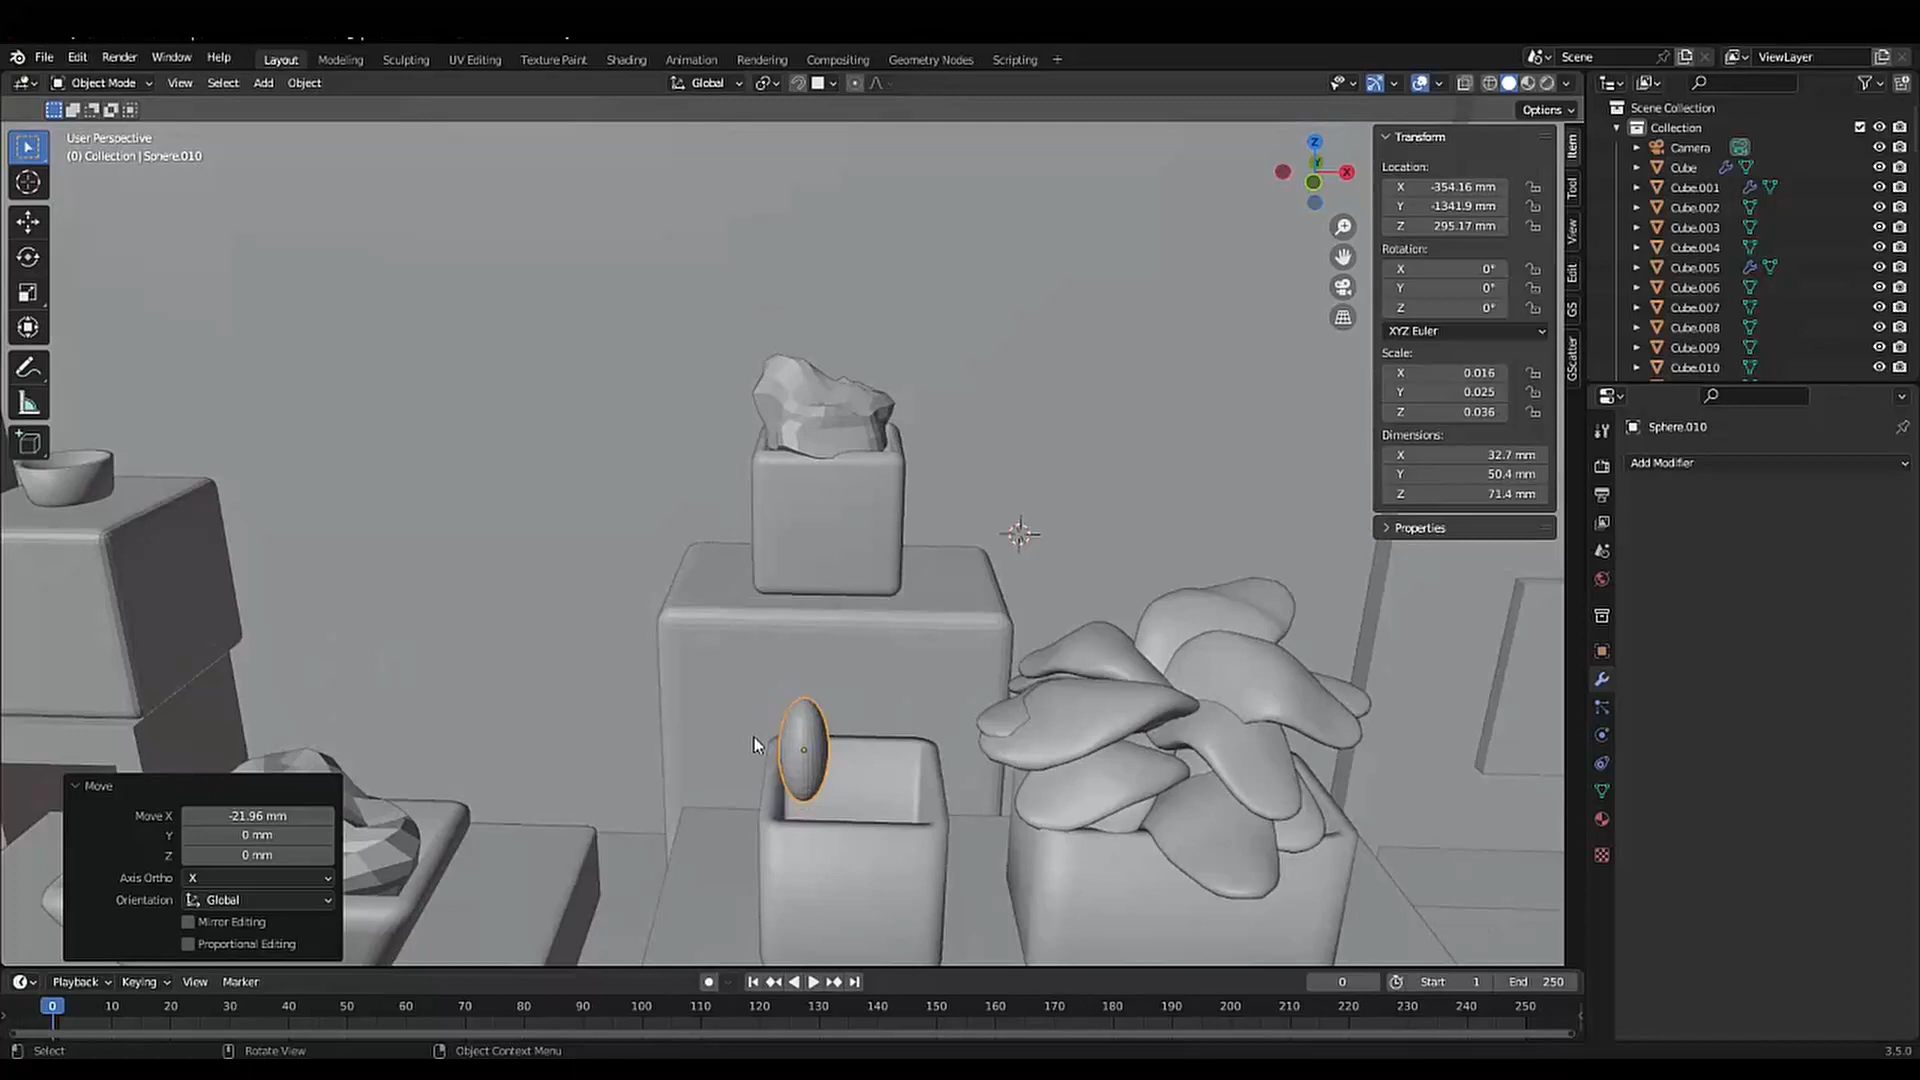 File Edit Render Window Help Layout Modeling Sculpting UV Editing Texture Paint Shading Animation Rendering Compositing Geometry Nodes Scripting + Scene ViewLayer
Object Mode View Select Add Object Global
Options
User Perspective
(0) Collection | Sphere.010
Transform
Location:
X -354.16 mm
Y -1341.9 mm
Z 295.17 mm
Rotation:
X 0°
Y 0°
Z 0°
XYZ Euler
Scale:
X 0.016
Y 0.025
Z 0.036
Dimensions:
X 32.7 mm
Y 50.4 mm
Z 71.4 mm
Properties
Item
Tool
View
Edit
GS
GScatter
Z
Y
X
Scene Collection
Collection
Camera
Cube
Cube.001
Cube.002
Cube.003
Cube.004
Cube.005
Cube.006
Cube.007
Cube.008
Cube.009
Cube.010
Sphere.010
Add Modifier
Move
Move X -21.96 mm
Y 0 mm
Z 0 mm
Axis Ortho X
Orientation Global
Mirror Editing
Proportional Editing
Playback Keying View Marker 0 Start 1 End 250
0 10 20 30 40 50 60 70 80 90 100 110 120 130 140 150 160 170 180 190 200 210 220 230 240 250
Select Rotate View Object Context Menu 3.5.0